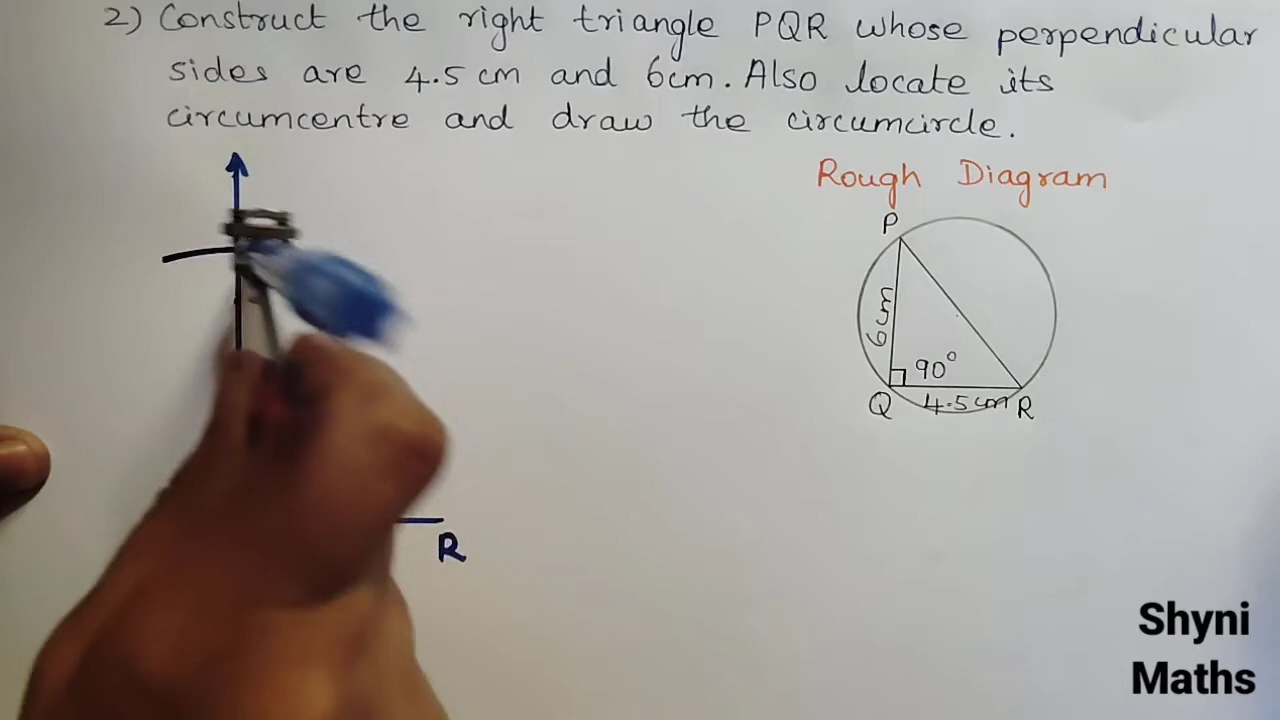 2) Construct the right triangle PQR whose perpendicular
sides are 4.5 cm and 6cm. Also locate its
circumcentre and draw the circumcircle.
Rough Diagram
P
6cm
90°
Q 4.5cm R
R
Shyni
Maths